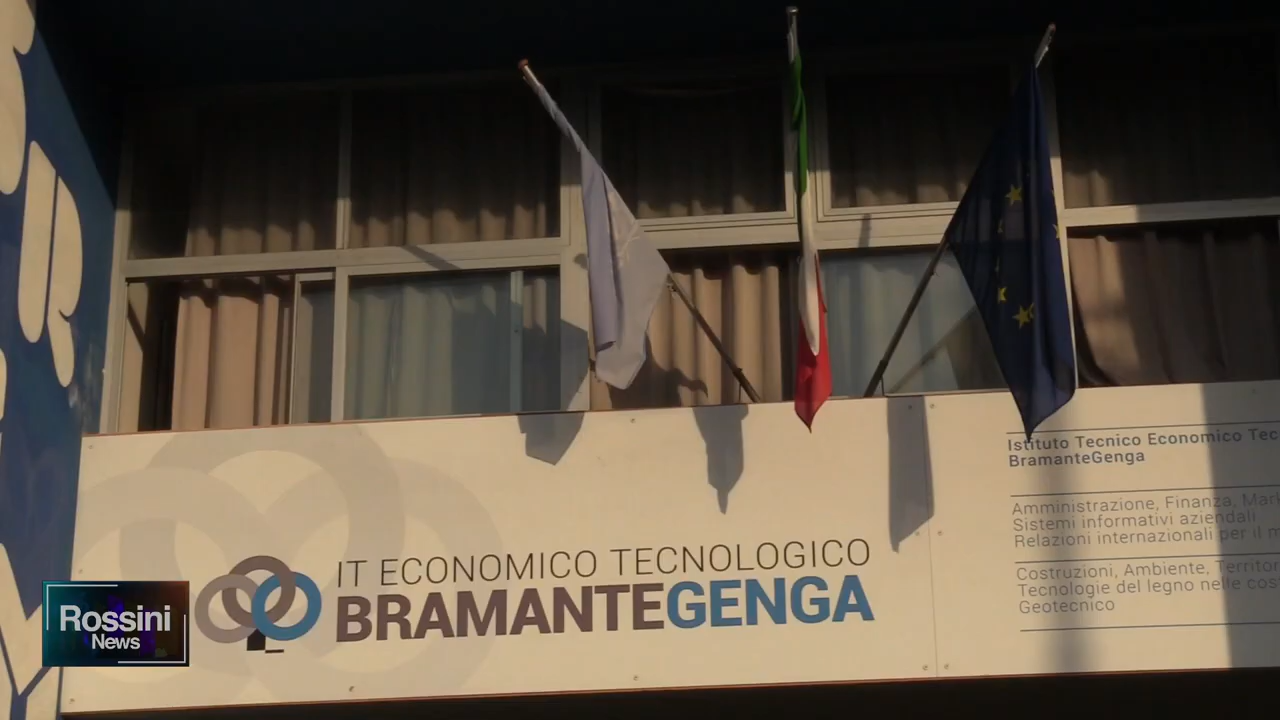 IT ECONOMICO TECNOLOGICO
BRAMANTEGENGA
Istituto Tecnico Economico
BramanteGenga
Amministrazione, Finanza,
Sistemi informativi aziendali
Relazioni internazionali per il
Costruzioni, Ambiente,
Tecnologie del legno nelle
Geotecnico
Rossini
News